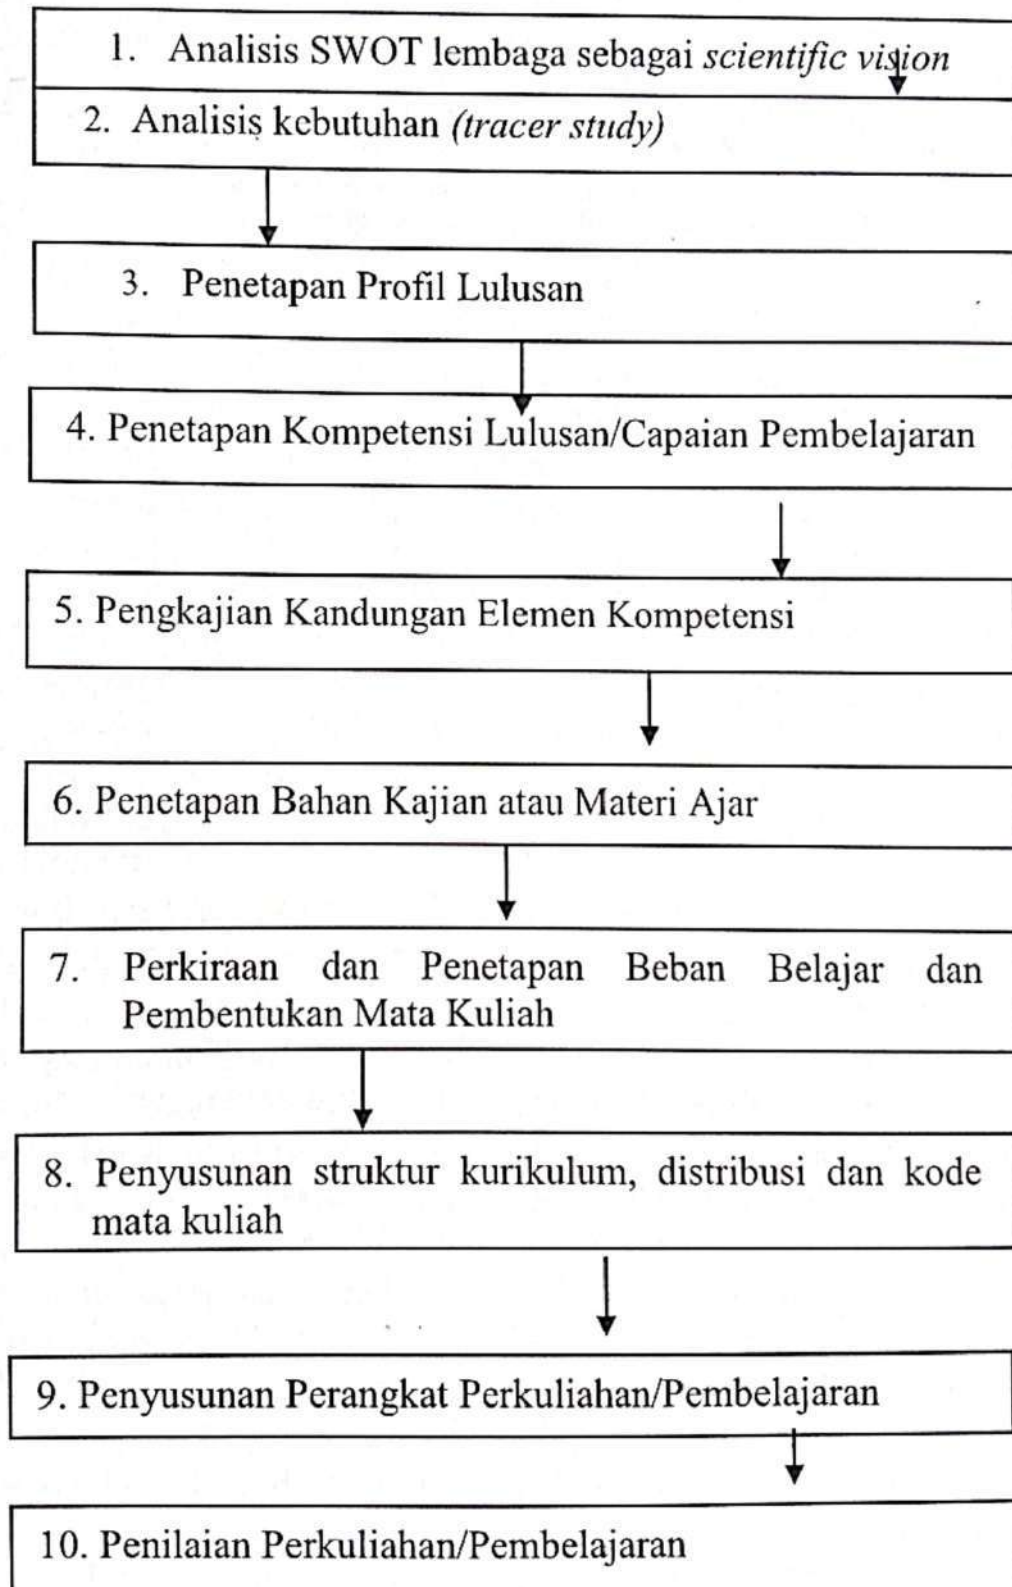 1. Analisis SWOT lembaga sebagai scientific vision
2. Analisis kebutuhan (tracer study)
3. Penetapan Profil Lulusan
4. Penetapan Kompetensi Lulusan/Capaian Pembelajaran
5. Pengkajian Kandungan Elemen Kompetensi
6. Penetapan Bahan Kajian atau Materi Ajar
7. Perkiraan dan Penetapan Beban Belajar dan
Pembentukan Mata Kuliah
8. Penyusunan struktur kurikulum, distribusi dan kode
mata kuliah
9. Penyusunan Perangkat Perkuliahan/Pembelajaran
10. Penilaian Perkuliahan/Pembelajaran